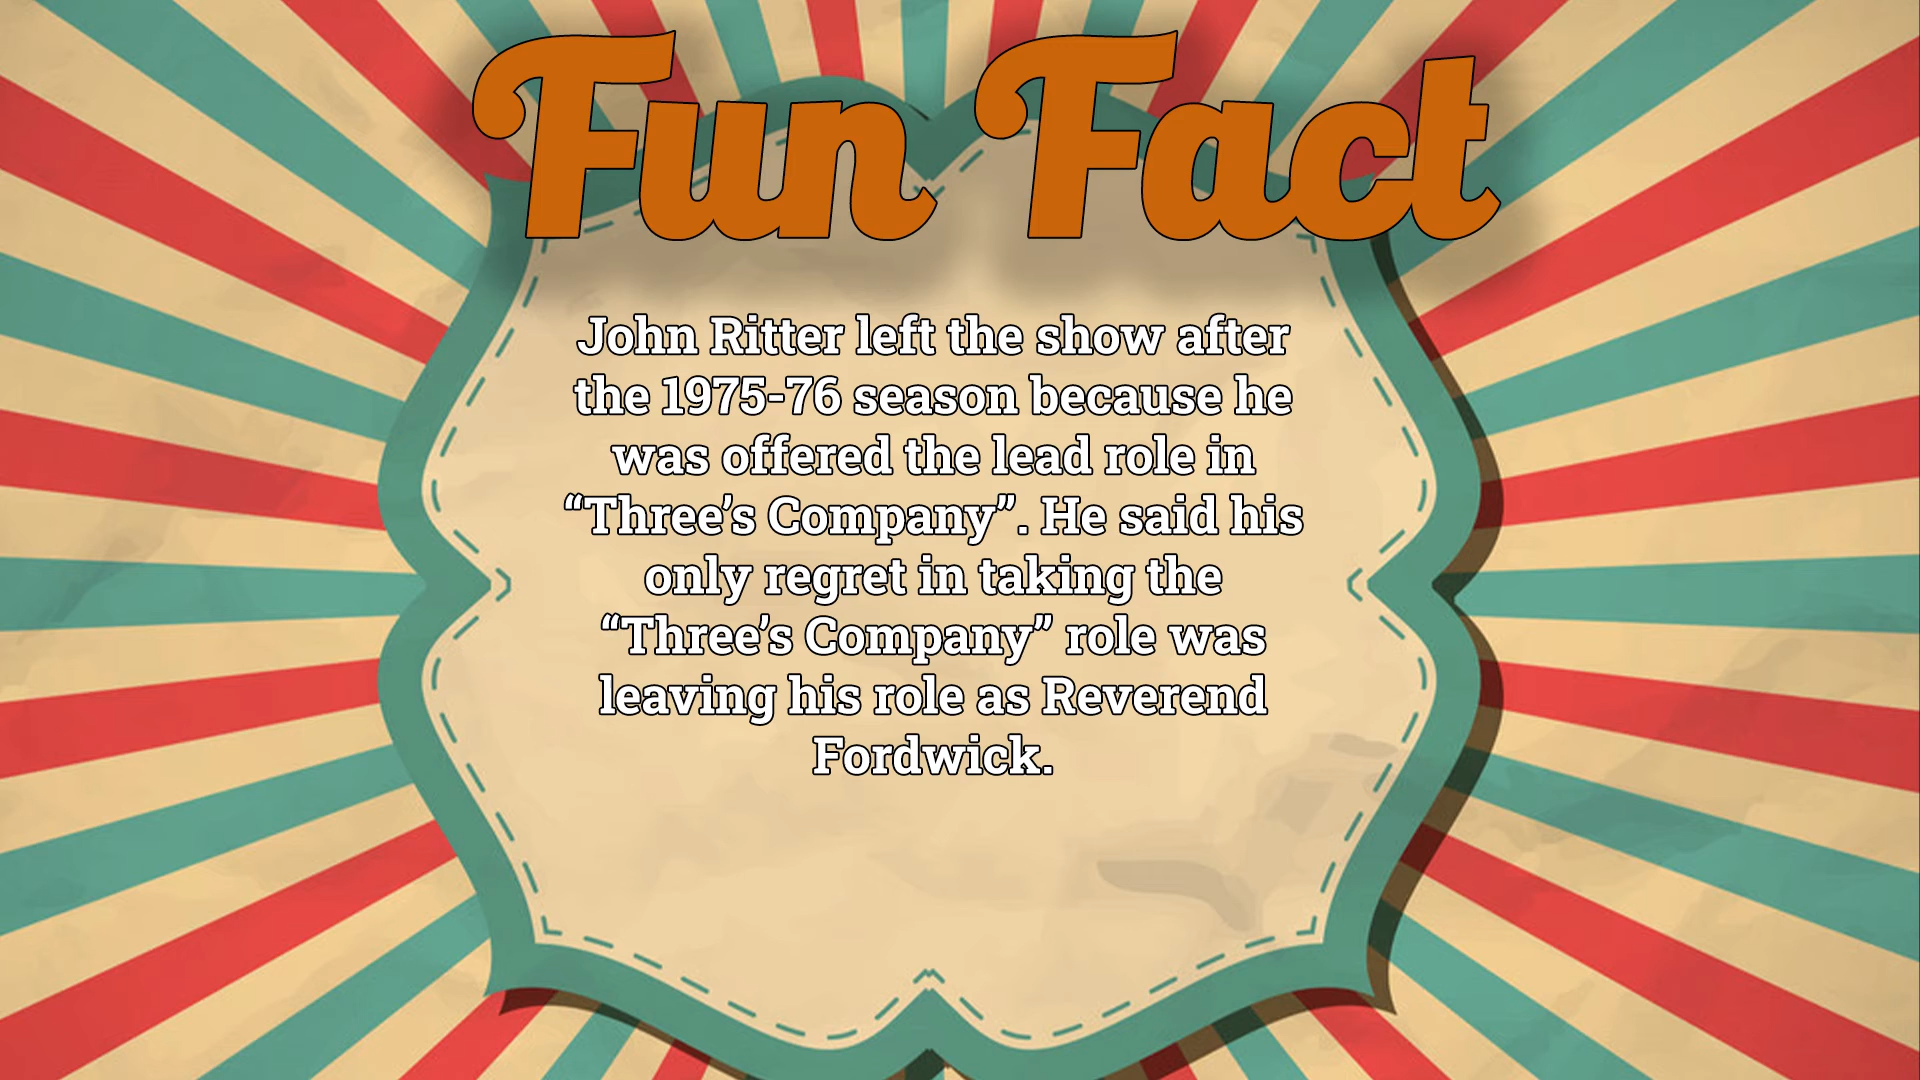 Fun Fact
John Ritter left the show after
the 1975-76 season because he
was offered the lead role in
“Three’s Company”. He said his
only regret in taking the
“Three’s Company” role was
leaving his role as Reverend
Fordwick.